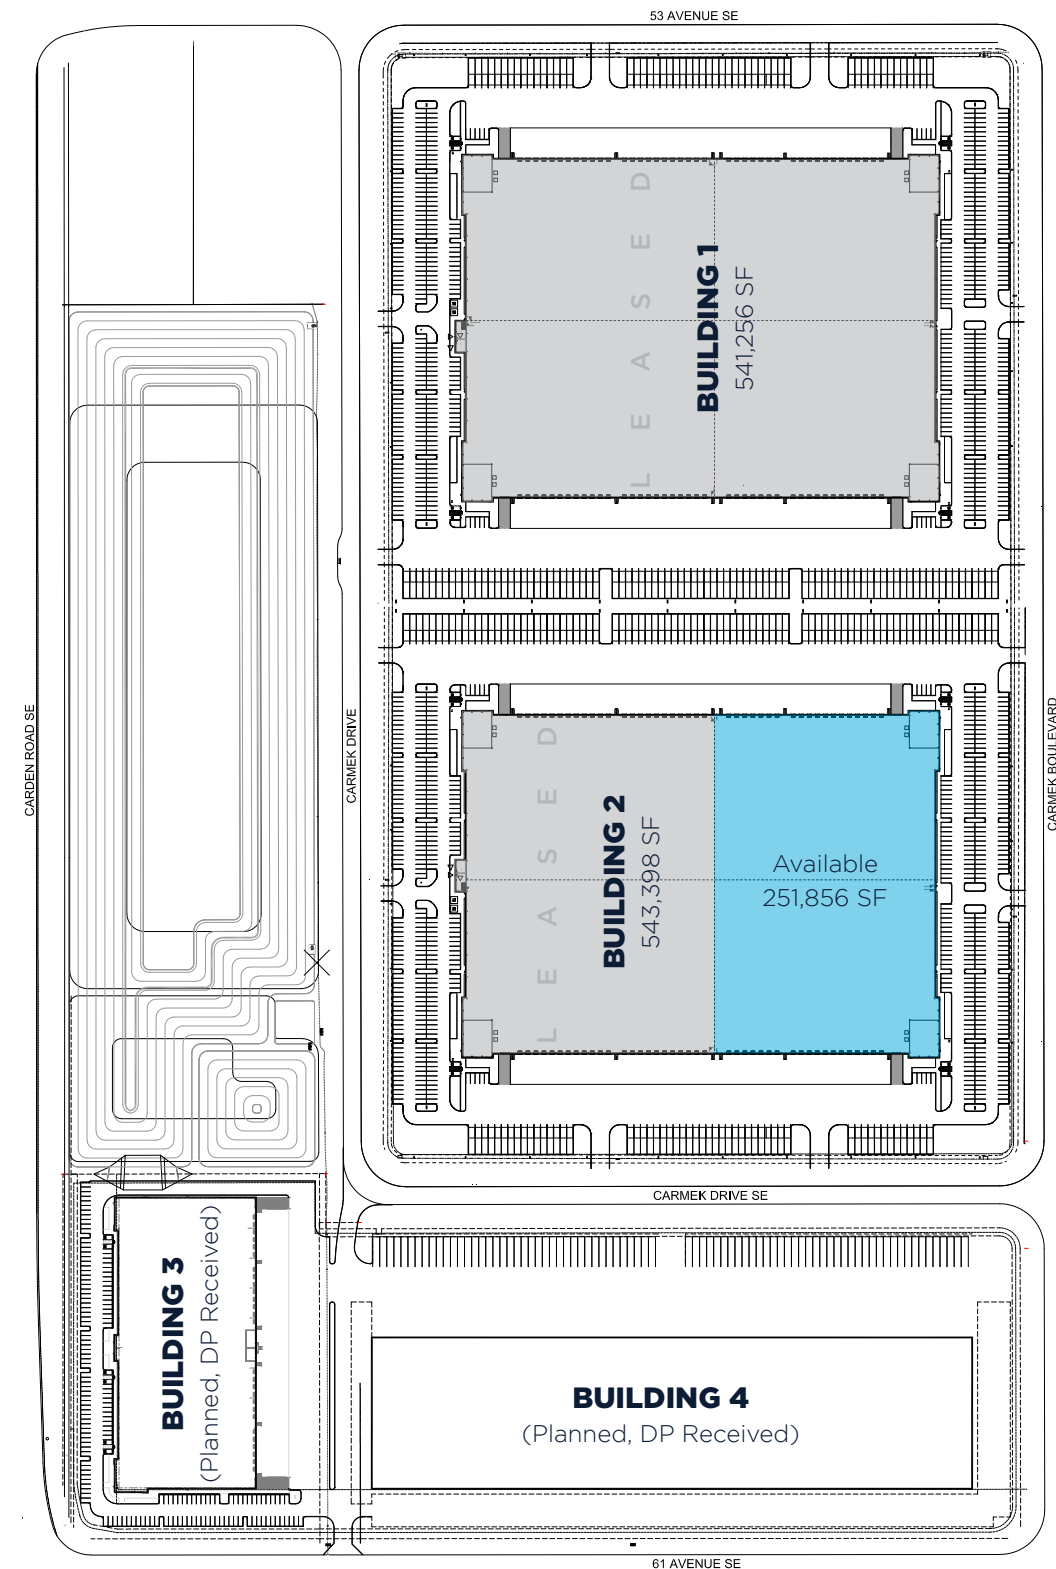 53 AVENUE SE
LEASED
BUILDING 1
541,256 SF
CARDEN ROAD SE
CARMEK DRIVE
CARMEK BOULEVARD
LEASED
BUILDING 2
543,398 SF
Available
251,856 SF
CARMEK DRIVE SE
BUILDING 3
(Planned, DP Received)
BUILDING 4
(Planned, DP Received)
61 AVENUE SE